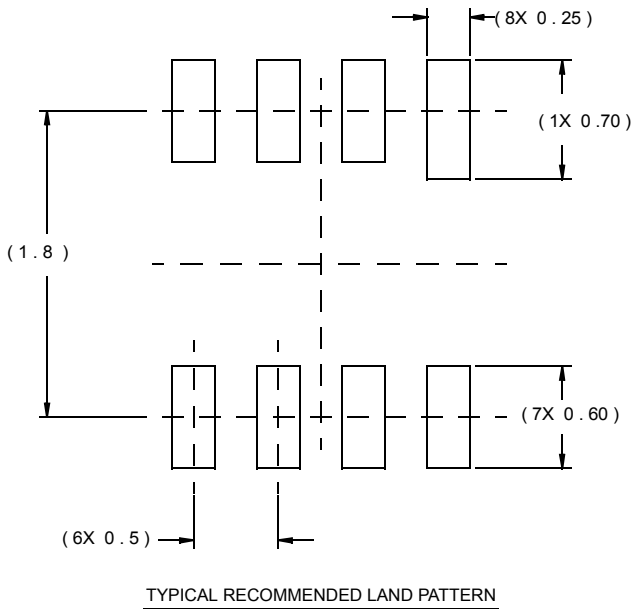 (8X 0.25)
(1X 0.70)
(1.8)
(7X 0.60)
(6X 0.5)
TYPICAL RECOMMENDED LAND PATTERN